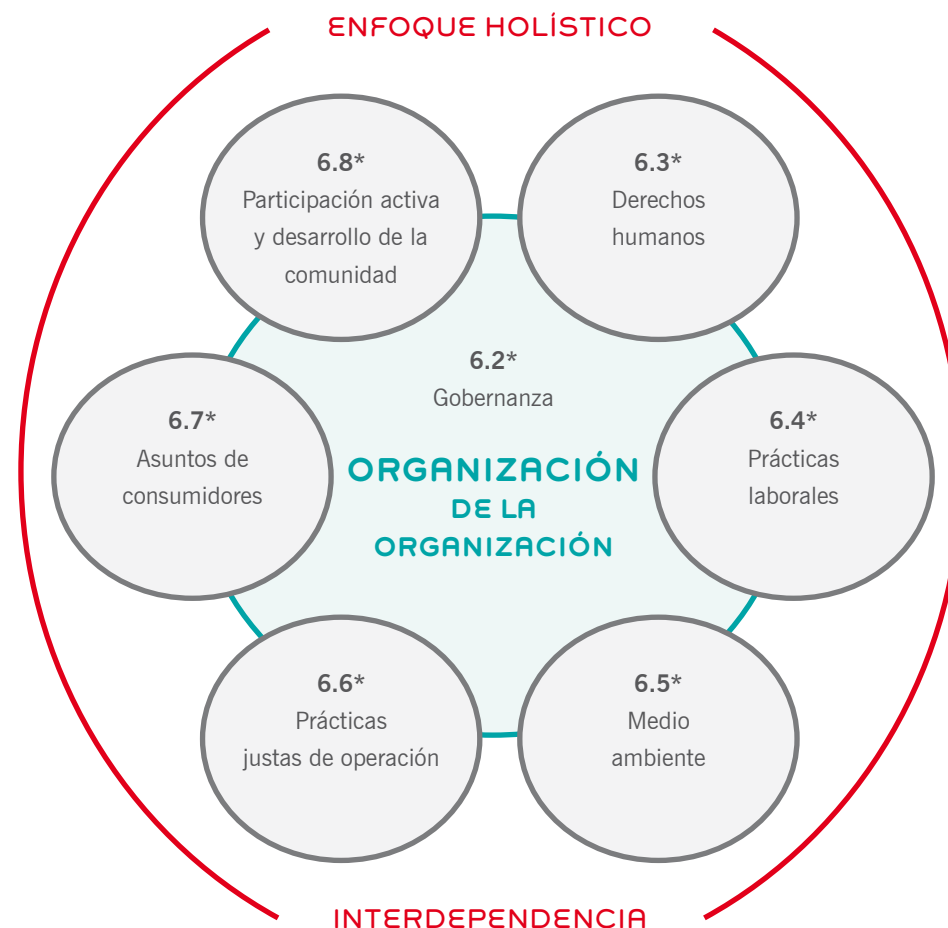 ENFOQUE HOLÍSTICO
6.8*
Participación activa
y desarrollo de la
comunidad
6.3*
Derechos
humanos
6.2*
Gobernanza
6.7*
Asuntos de
consumidores
6.4*
Prácticas
laborales
ORGANIZACIÓN
DE LA
ORGANIZACIÓN
6.6*
Prácticas
justas de operación
6.5*
Medio
ambiente
INTERDEPENDENCIA